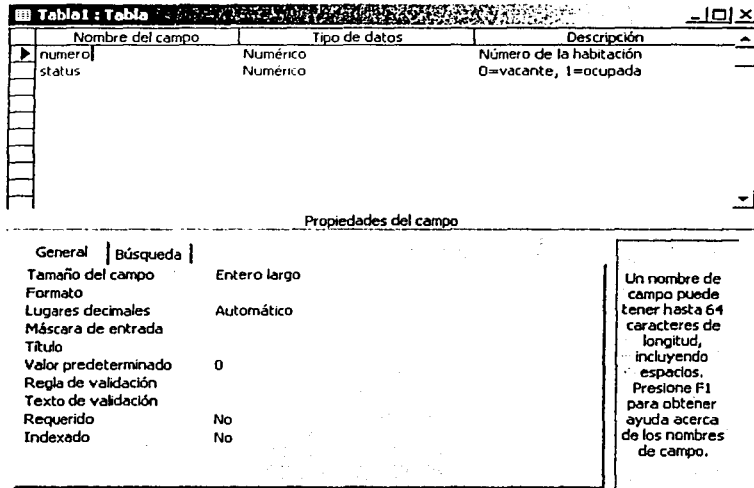 Tabla1 : Tabla
Nombre del campo Tipo de datos Descripción
numero Numérico Número de la habitación
status Numérico 0=vacante, 1=ocupada
Propiedades del campo
General Búsqueda
Tamaño del campo Entero largo
Formato
Lugares decimales Automático
Máscara de entrada
Título
Valor predeterminado 0
Regla de validación
Texto de validación
Requerido No
Indexado No
Un nombre de
campo puede
tener hasta 64
caracteres de
longitud,
incluyendo
espacios.
Presione F1
para obtener
ayuda acerca
de los nombres
de campo.